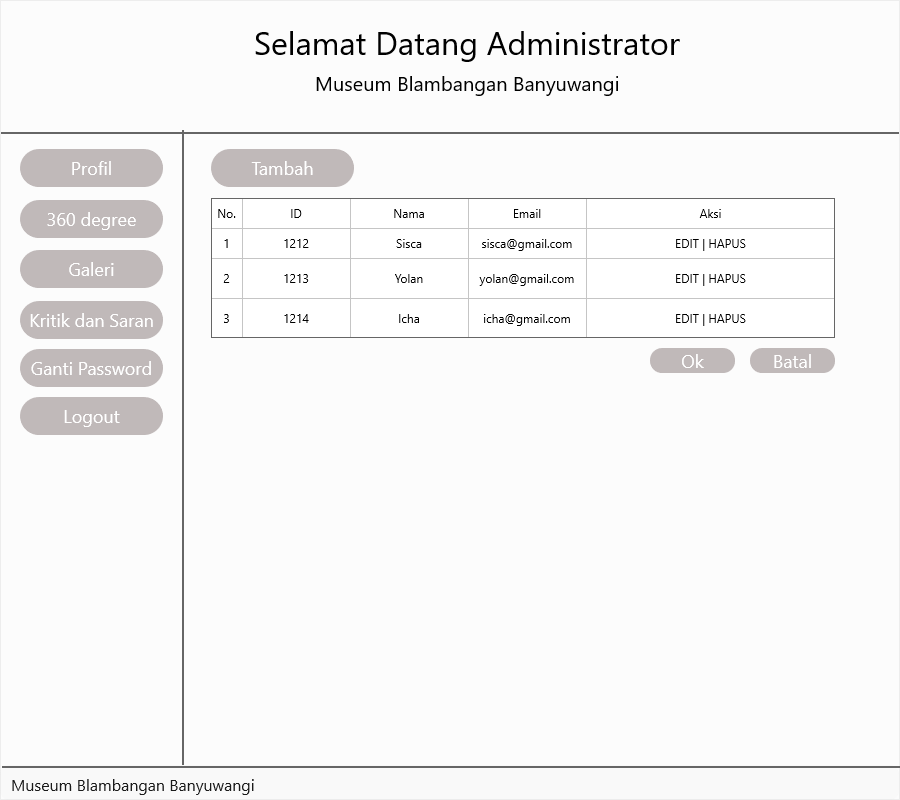 Selamat Datang Administrator
Museum Blambangan Banyuwangi
Profil
360 degree
Galeri
Kritik dan Saran
Ganti Password
Logout
Tambah
No. ID Nama Email Aksi
1 1212 Sisca sisca@gmail.com EDIT | HAPUS
2 1213 Yolan yolan@gmail.com EDIT | HAPUS
3 1214 Icha icha@gmail.com EDIT | HAPUS
Ok Batal
Museum Blambangan Banyuwangi